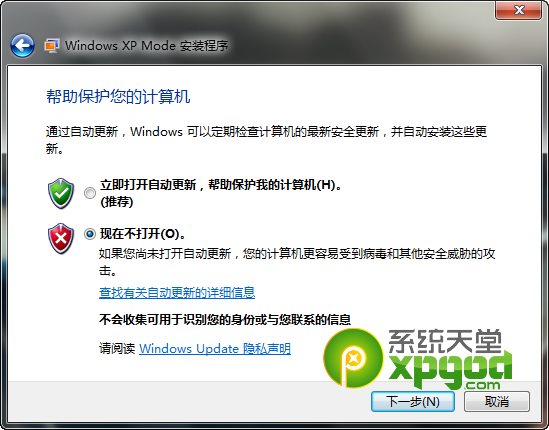 Windows XP Mode 安装程序
帮助保护您的计算机
通过自动更新，Windows 可以定期检查计算机的最新安全更新，并自动安装这些更
新。
立即打开自动更新，帮助保护我的计算机(H)。
(推荐)
现在不打开(O)。
如果您尚未打开自动更新，您的计算机更容易受到病毒和其他安全威胁的攻
击。
查找有关自动更新的详细信息
不会收集可用于识别您的身份或与您联系的信息
请阅读 Windows Update 隐私声明
系统天堂
xpgod.com
下一步(N)
取消